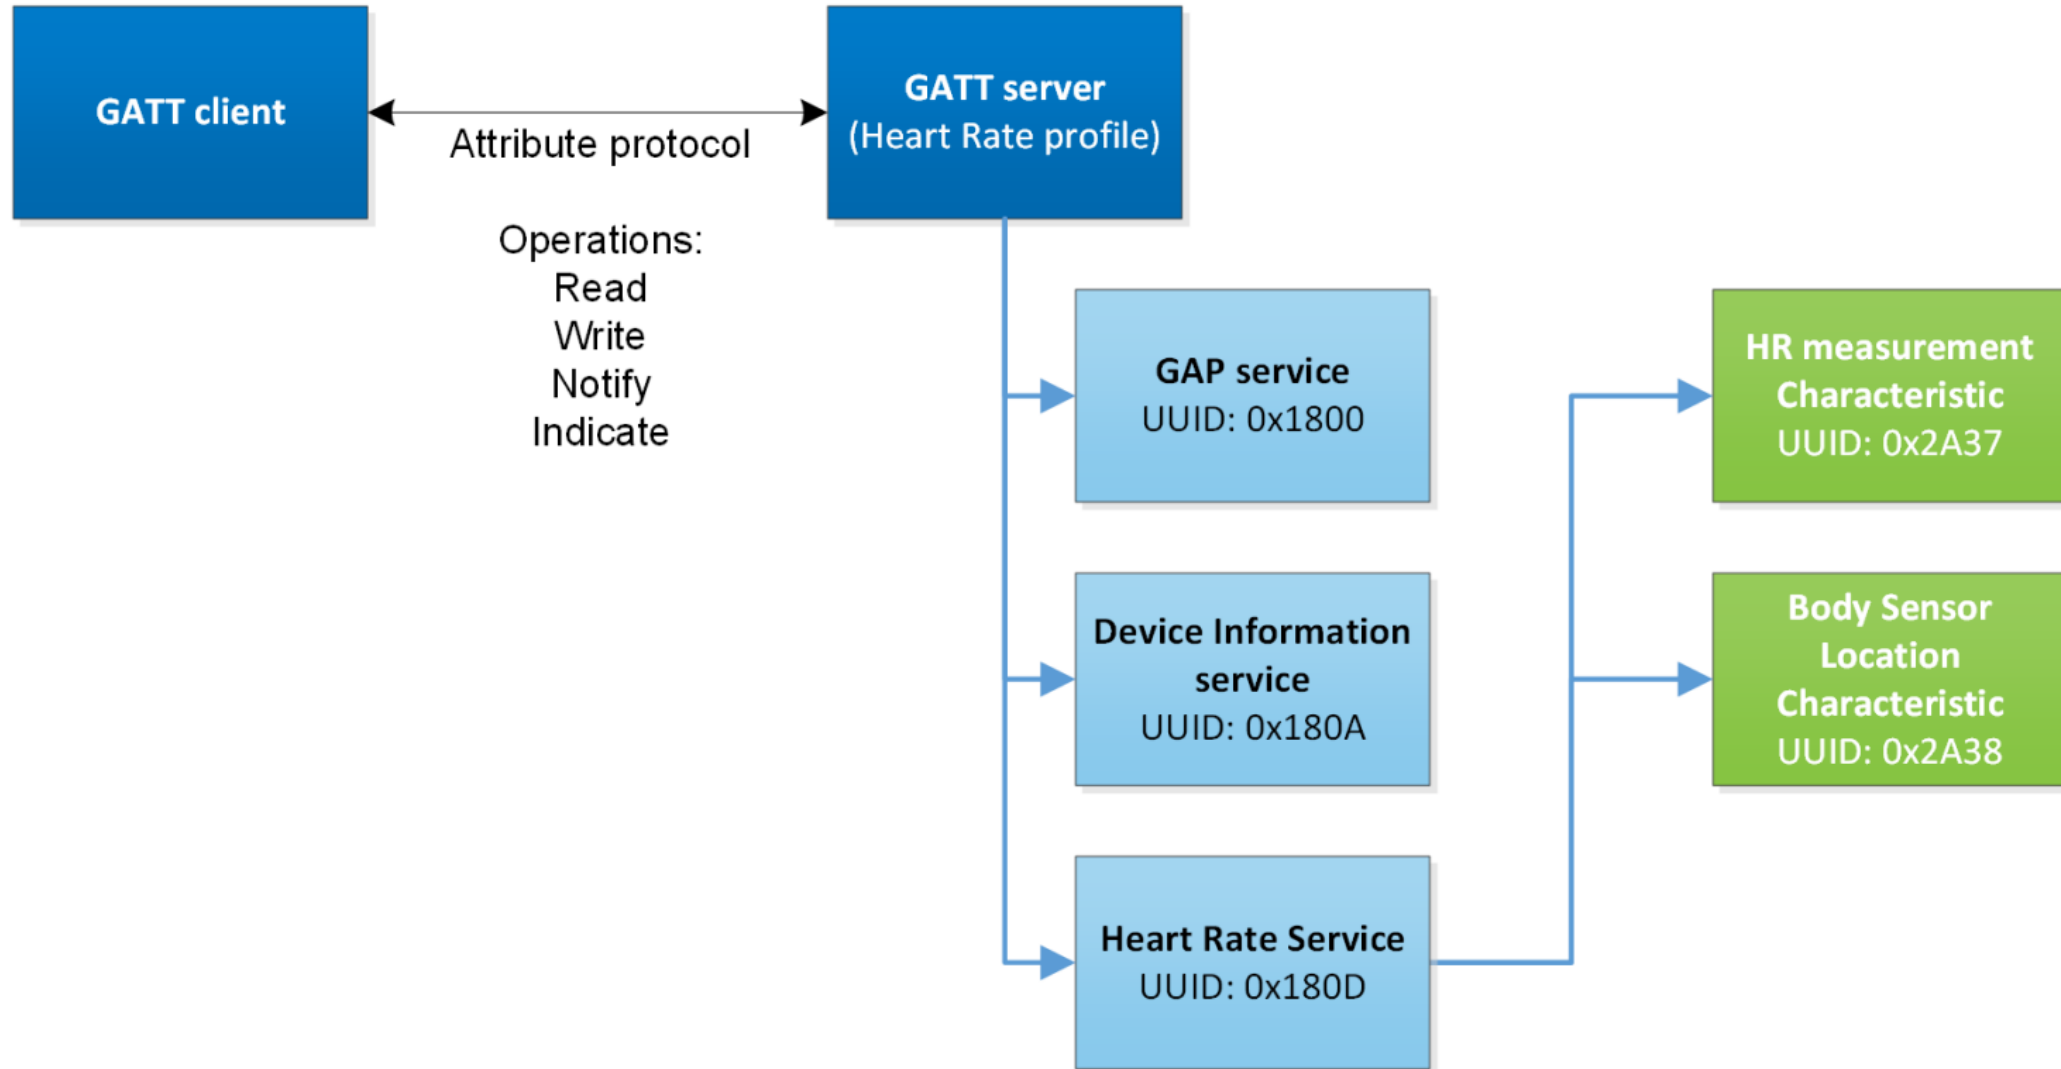 GATT client
Attribute protocol
Operations:
Read
Write
Notify
Indicate
GATT server
(Heart Rate profile)
GAP service
UUID: 0x1800
Device Information
service
UUID: 0x180A
Heart Rate Service
UUID: 0x180D
HR measurement
Characteristic
UUID: 0x2A37
Body Sensor
Location
Characteristic
UUID: 0x2A38